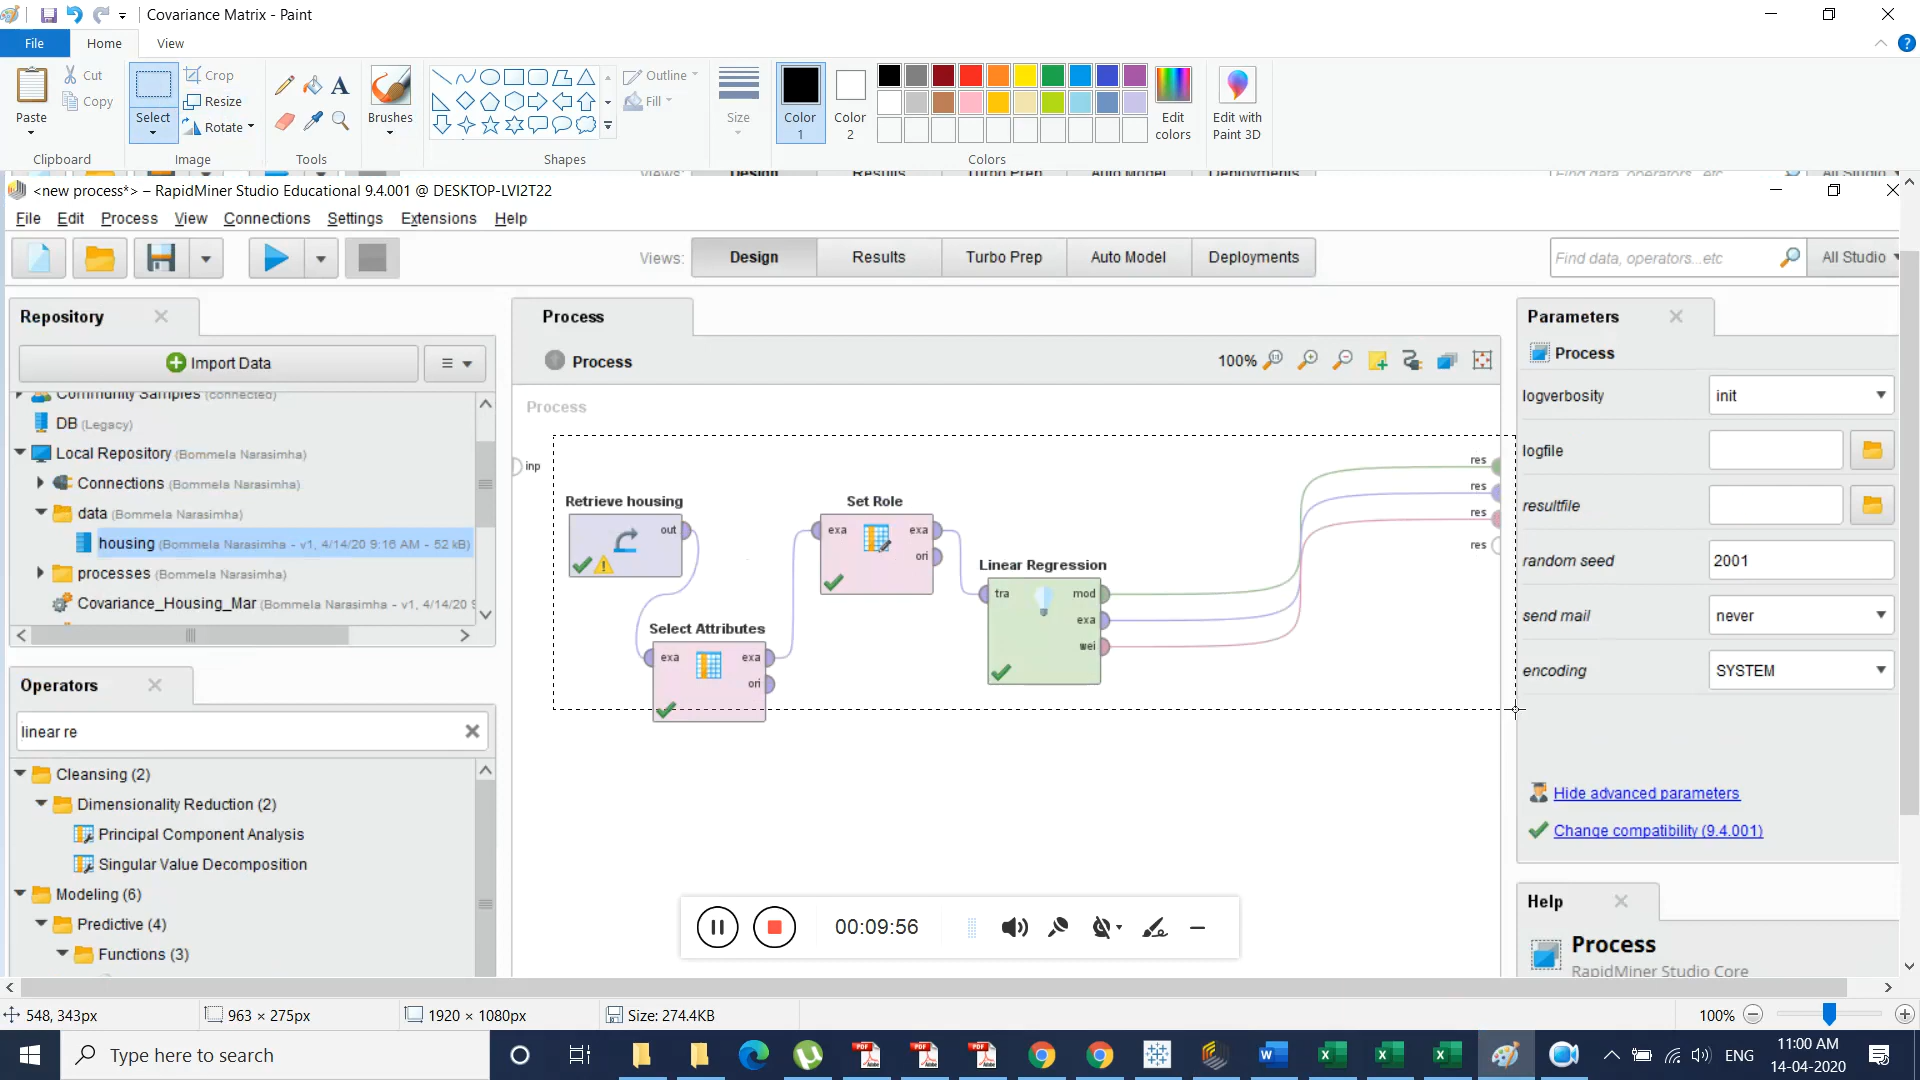 Covariance Matrix - Paint
File
Home
View
Paste
Cut
Copy
Clipboard
Select
Crop
Resize
Rotate
Image
Tools
Brushes
Shapes
Outline
Fill
Size
Color 1
Color 2
Edit colors
Edit with Paint 3D
Colors
<new process*> – RapidMiner Studio Educational 9.4.001 @ DESKTOP-LVI2T22
File Edit Process View Connections Settings Help
Views:
Design
Results
Turbo Prep
Auto Model
Deployments
Find data, operators...etc
All Studio
Repository
Import Data
Community Samples (connected)
DB (Legacy)
Local Repository (Bommela Narasimha)
Connections (Bommela Narasimha)
data (Bommela Narasimha)
housing (Bommela Narasimha - v1, 4/14/20 9:16 AM - 52 kB)
processes (Bommela Narasimha)
Covariance_Housing_Mar (Bommela Narasimha - v1, 4/14/20 9
Operators
linear re
Cleansing (2)
Dimensionality Reduction (2)
Principal Component Analysis
Singular Value Decomposition
Modeling (6)
Predictive (4)
Functions (3)
Process
Process
100%
Process
inp
Retrieve housing
out
Select Attributes
exa
exa
ori
Set Role
exa
exa
ori
Linear Regression
tra
mod
exa
wei
res
res
res
res
Parameters
Process
logverbosity
init
logfile
resultfile
random seed
2001
send mail
never
encoding
SYSTEM
Hide advanced parameters
Change compatibility (9.4.001)
Help
Process
RapidMiner Studio Core
00:09:56
548, 343px
963 × 275px
1920 × 1080px
Size: 274.4KB
100%
Type here to search
ENG
11:00 AM
14-04-2020